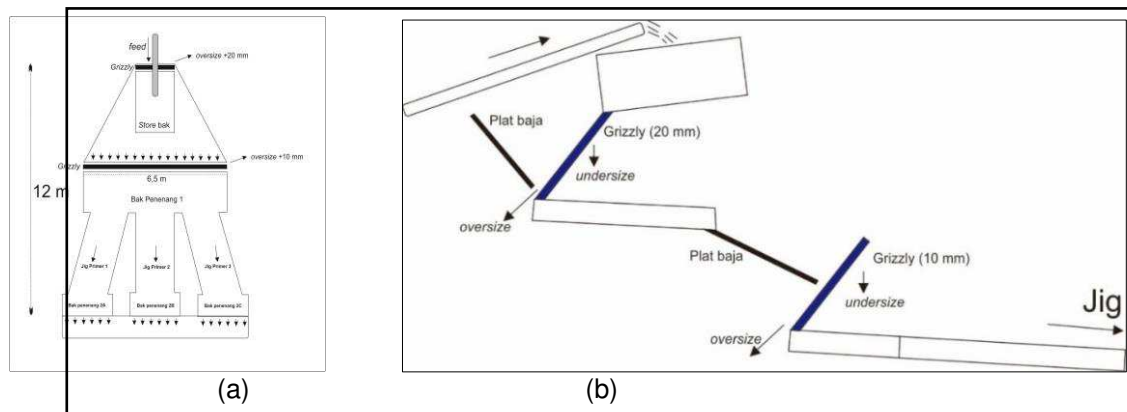 feed
oversize +20 mm
Grizzly
Store bak
oversize +10 mm
Grizzly
6,5 m
12 m
Bak Penenang 1
Jig Primer 1
Jig Primer 2
Jig Primer 3
Bak penenang 2A
Bak penenang 2B
Bak penenang 2C
(a)
Plat baja
Grizzly (20 mm)
undersize
oversize
Plat baja
Grizzly (10 mm)
undersize
Jig
oversize
(b)